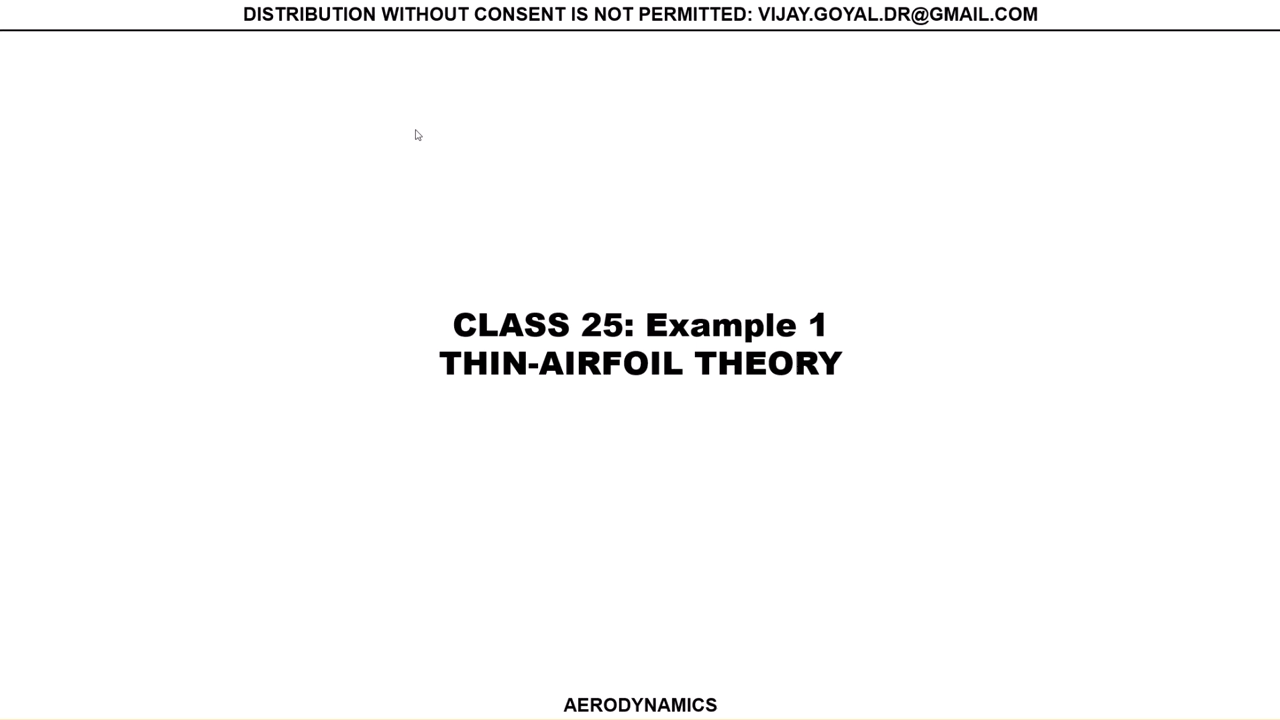 DISTRIBUTION WITHOUT CONSENT IS NOT PERMITTED: VIJAY.GOYAL.DR@GMAIL.COM
CLASS 25: Example 1
THIN-AIRFOIL THEORY
AERODYNAMICS